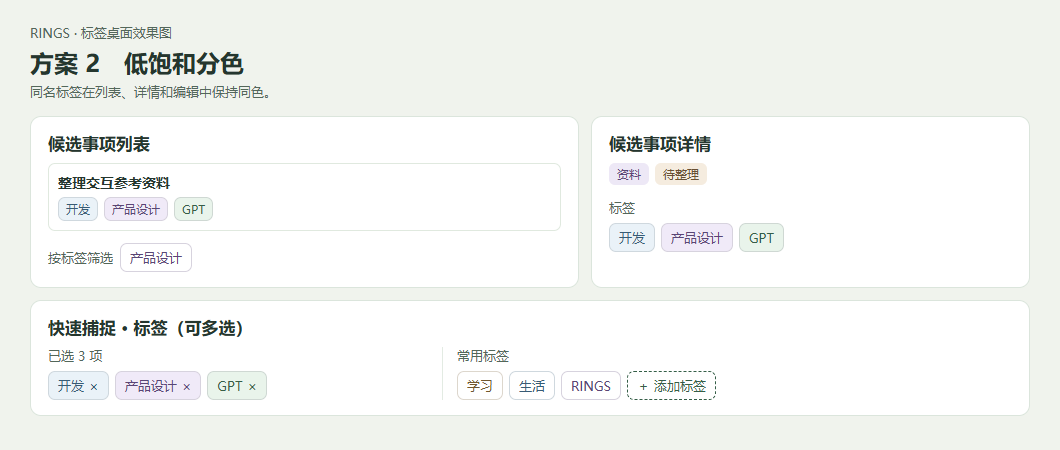 RINGS · 标签桌面效果图
方案 2 低饱和分色
同名标签在列表、详情和编辑中保持同色。
候选事项列表
整理交互参考资料
开发 产品设计 GPT
按标签筛选 产品设计
候选事项详情
资料 待整理
标签
开发 产品设计 GPT
快速捕捉 · 标签（可多选）
已选 3 项
开发 × 产品设计 × GPT ×
常用标签
学习 生活 RINGS + 添加标签